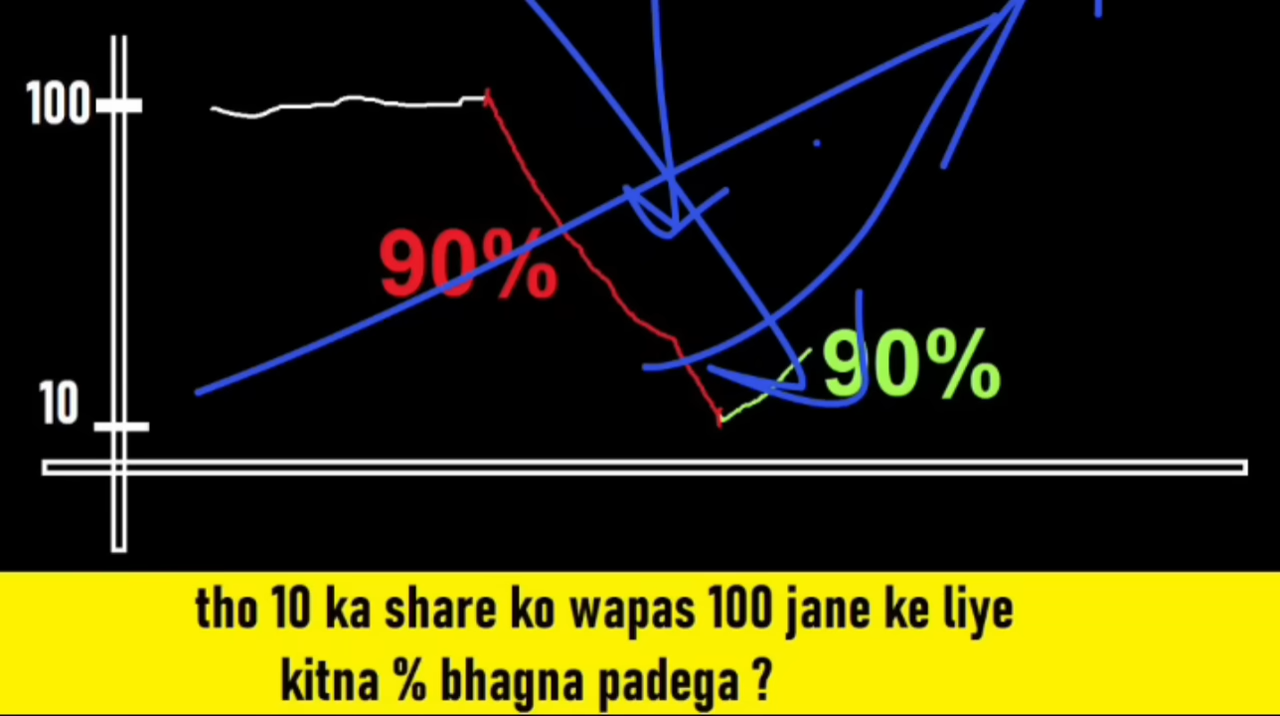 100
90%
90%
10
tho 10 ka share ko wapas 100 jane ke liye
kitna % bhagna padega ?